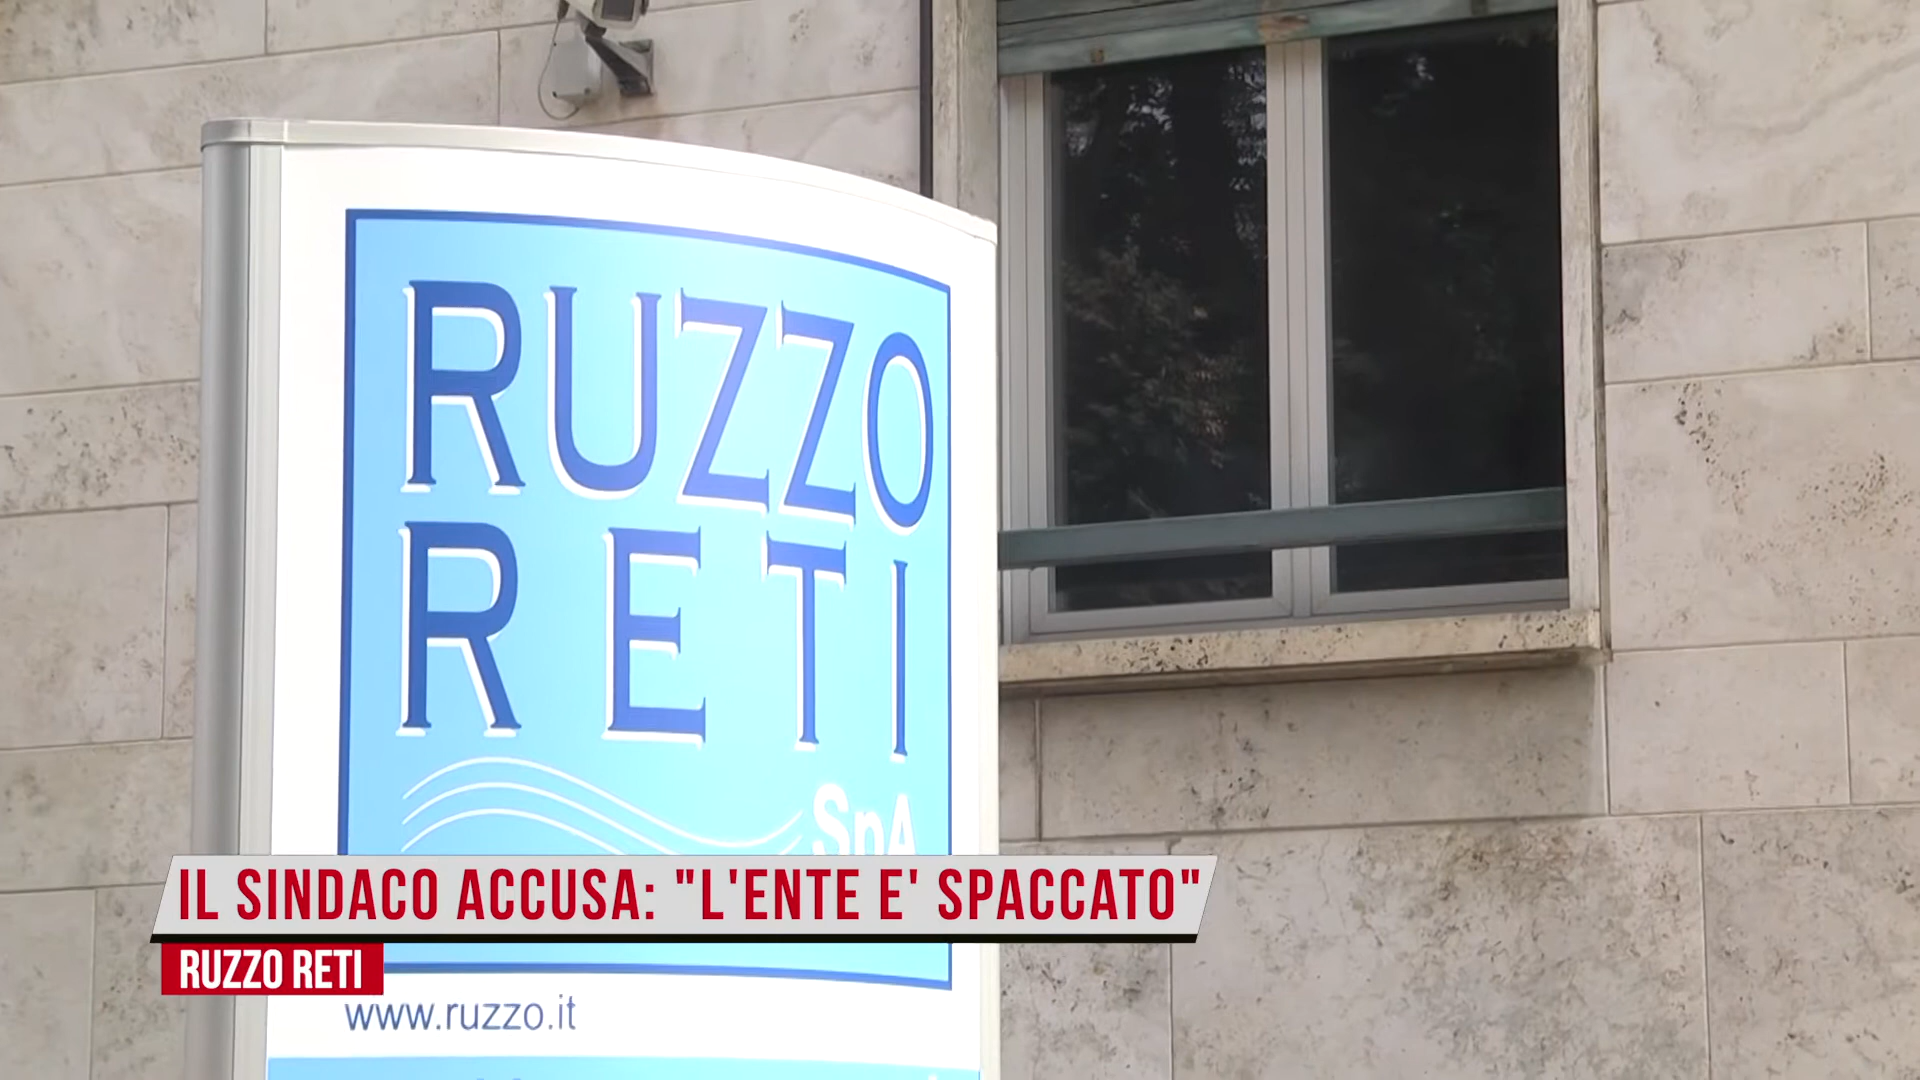 RUZZO
RETI
SpA
IL SINDACO ACCUSA: "L'ENTE E' SPACCATO"
RUZZO RETI
www.ruzzo.it